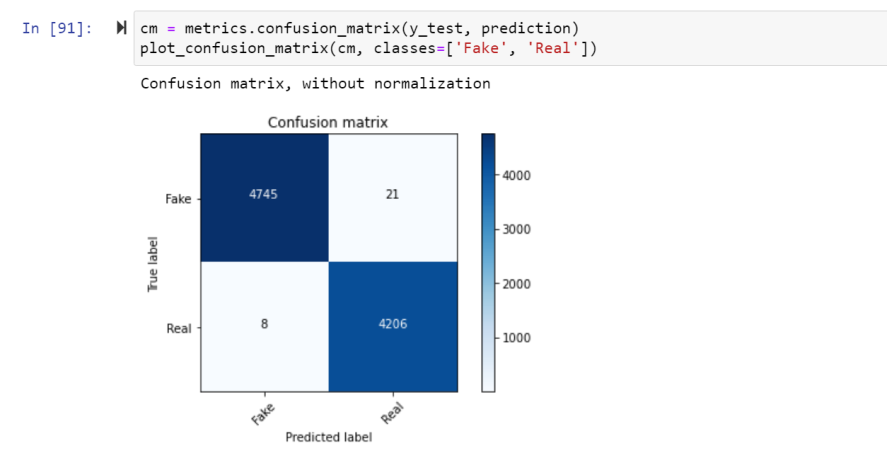 In [91]:
cm = metrics.confusion_matrix(y_test, prediction)
plot_confusion_matrix(cm, classes=['Fake', 'Real'])
Confusion matrix, without normalization
Confusion matrix
4745 21
8 4206
Fake
Real
True label
Fake Real
Predicted label
4000
3000
2000
1000